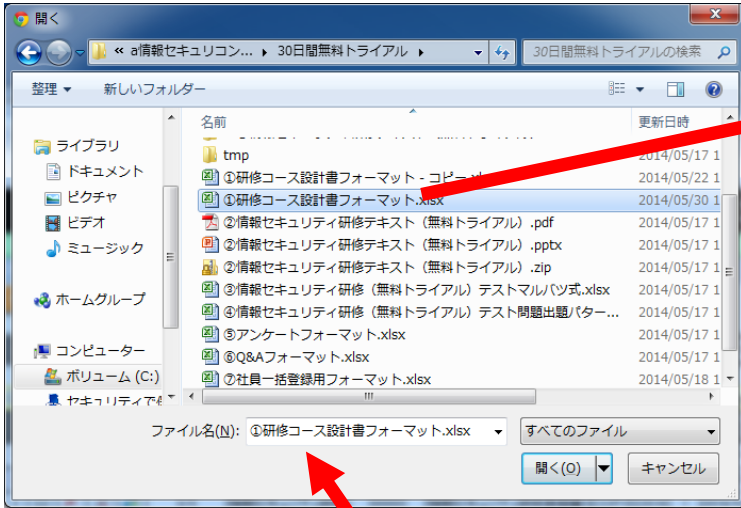 開く
« a情報セキュリコン... ▸ 30日間無料トライアル ▸
30日間無料トライアルの検索
整理 ▼ 新しいフォルダー
名前 更新日時
ライブラリ
ドキュメント
ピクチャ
ビデオ
ミュージック
ホームグループ
コンピューター
ボリューム (C:)
tmp 2014/05/17 1
①研修コース設計書フォーマット - コピー.xlsx 2014/05/22 1
①研修コース設計書フォーマット.xlsx 2014/05/30 1
②情報セキュリティ研修テキスト（無料トライアル）.pdf 2014/05/17 1
②情報セキュリティ研修テキスト（無料トライアル）.pptx 2014/05/17 1
②情報セキュリティ研修テキスト（無料トライアル）.zip 2014/05/17 1
③情報セキュリティ研修（無料トライアル）テストマルバツ式.xlsx 2014/05/17 1
④情報セキュリティ研修（無料トライアル）テスト問題出題パター... 2014/05/17 1
⑤アンケートフォーマット.xlsx 2014/05/17 1
⑥Q&Aフォーマット.xlsx 2014/05/17 1
⑦社員一括登録用フォーマット.xlsx 2014/05/18 1
ファイル名(N): ①研修コース設計書フォーマット.xlsx すべてのファイル
開く(O) キャンセル